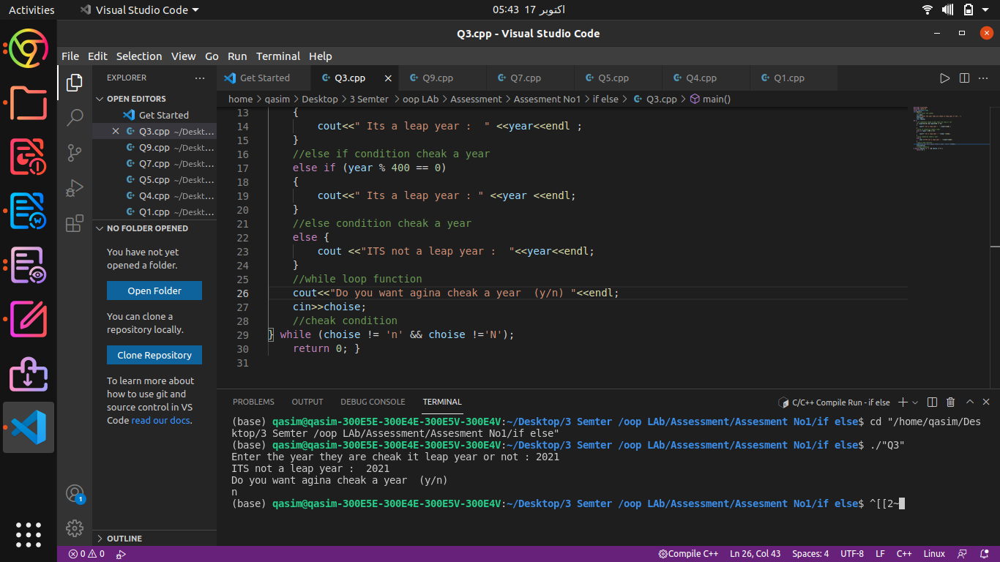 Activities
Visual Studio Code
05:43 17 اکتوبر
Q3.cpp - Visual Studio Code
File Edit Selection View Go Run Terminal Help
EXPLORER
OPEN EDITORS
Get Started
Q3.cpp ~/Deskt...
Q9.cpp ~/Deskt...
Q7.cpp ~/Deskt...
Q5.cpp ~/Deskt...
Q4.cpp ~/Deskt...
Q1.cpp ~/Deskt...
NO FOLDER OPENED
You have not yet
opened a folder.
Open Folder
You can clone a
repository locally.
Clone Repository
To learn more about
how to use git and
source control in VS
Code read our docs.
OUTLINE
1
Get Started Q3.cpp Q9.cpp Q7.cpp Q5.cpp Q4.cpp Q1.cpp
home > qasim > Desktop > 3 Semter > oop LAb > Assessment > Assesment No1 > if else > Q3.cpp > main()
13 {
14 cout<<" Its a leap year :  " <<year<<endl ;
15 }
16 //else if condition cheak a year
17 else if (year % 400 == 0)
18 {
19 cout<<" Its a leap year : " <<year <<endl;
20 }
21 //else condition cheak a year
22 else {
23 cout <<"ITS not a leap year :  "<<year<<endl;
24 }
25 //while loop function
26 cout<<"Do you want agina cheak a year  (y/n) "<<endl;
27 cin>>choise;
28 //cheak condition
29 } while (choise != 'n' && choise !='N');
30 return 0; }
31
PROBLEMS OUTPUT DEBUG CONSOLE TERMINAL
C/C++ Compile Run - if else
(base) qasim@qasim-300E5E-300E4E-300E5V-300E4V:~/Desktop/3 Semter /oop LAb/Assessment/Assesment No1/if else$ cd "/home/qasim/Des
ktop/3 Semter /oop LAb/Assessment/Assesment No1/if else"
(base) qasim@qasim-300E5E-300E4E-300E5V-300E4V:~/Desktop/3 Semter /oop LAb/Assessment/Assesment No1/if else$ ./"Q3"
Enter the year they are cheak it leap year or not : 2021
ITS not a leap year :  2021
Do you want agina cheak a year  (y/n)
n
(base) qasim@qasim-300E5E-300E4E-300E5V-300E4V:~/Desktop/3 Semter /oop LAb/Assessment/Assesment No1/if else$ ^[[2~
0 0
Compile C++ Ln 26, Col 43 Spaces: 4 UTF-8 LF C++ Linux